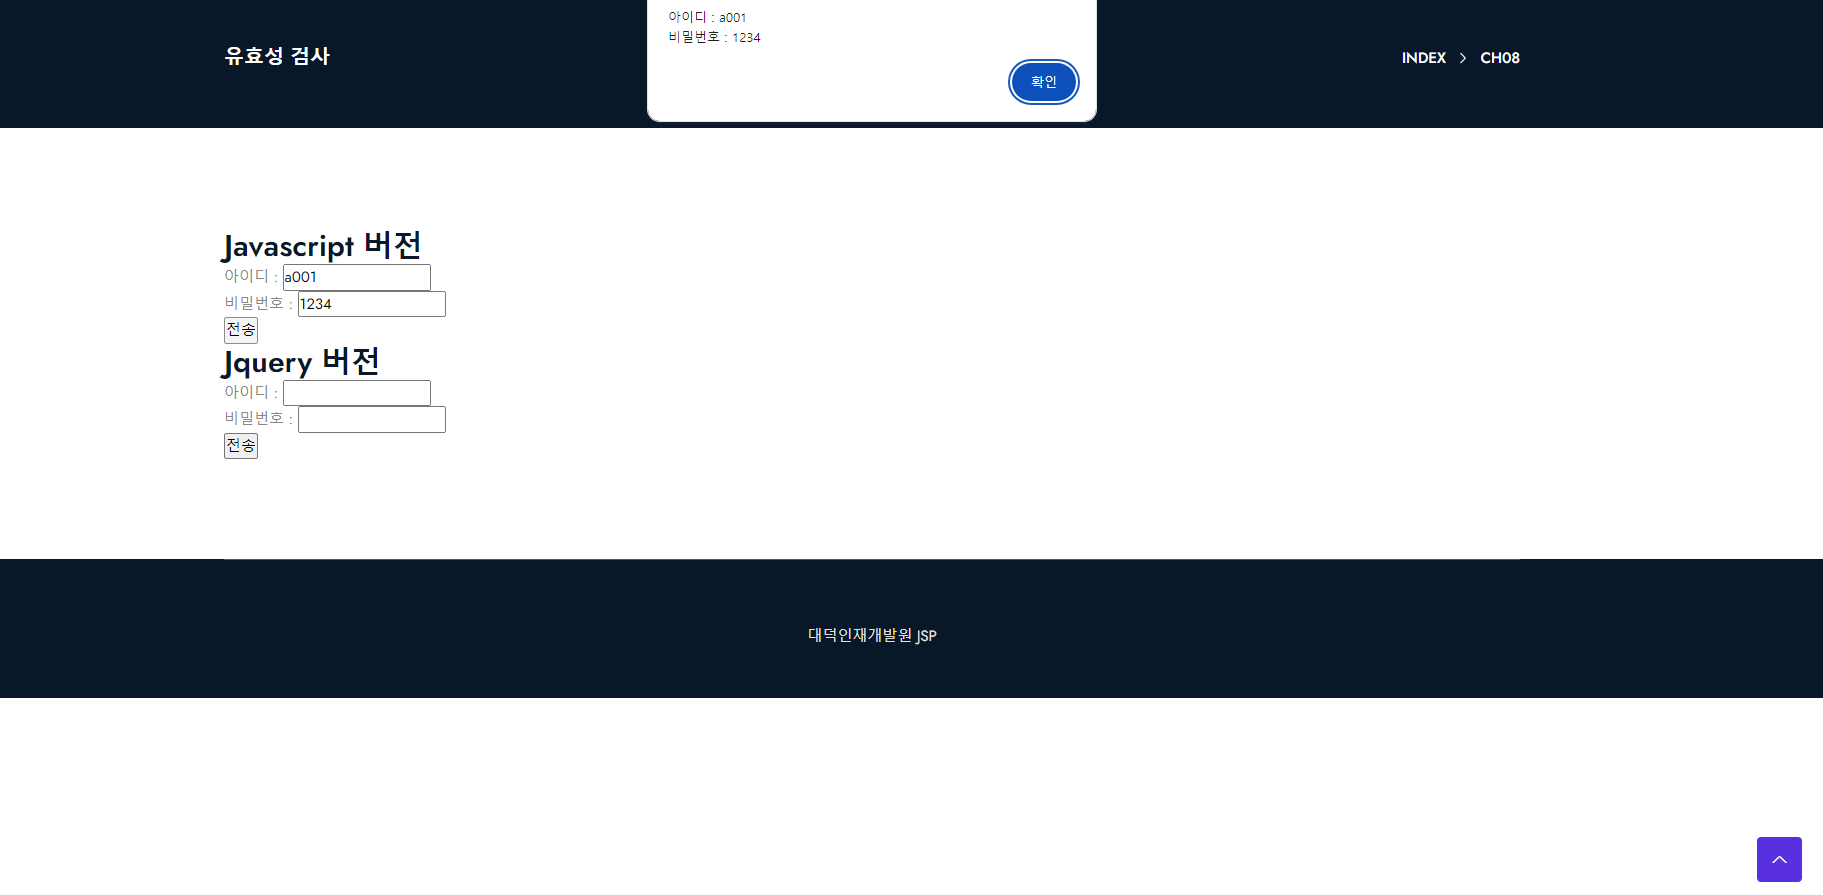 아이디 : a001
비밀번호 : 1234
확인
유효성 검사
INDEX > CH08
Javascript 버전
아이디 : a001
비밀번호 : 1234
전송
Jquery 버전
아이디 :
비밀번호 :
전송
대덕인재개발원 JSP